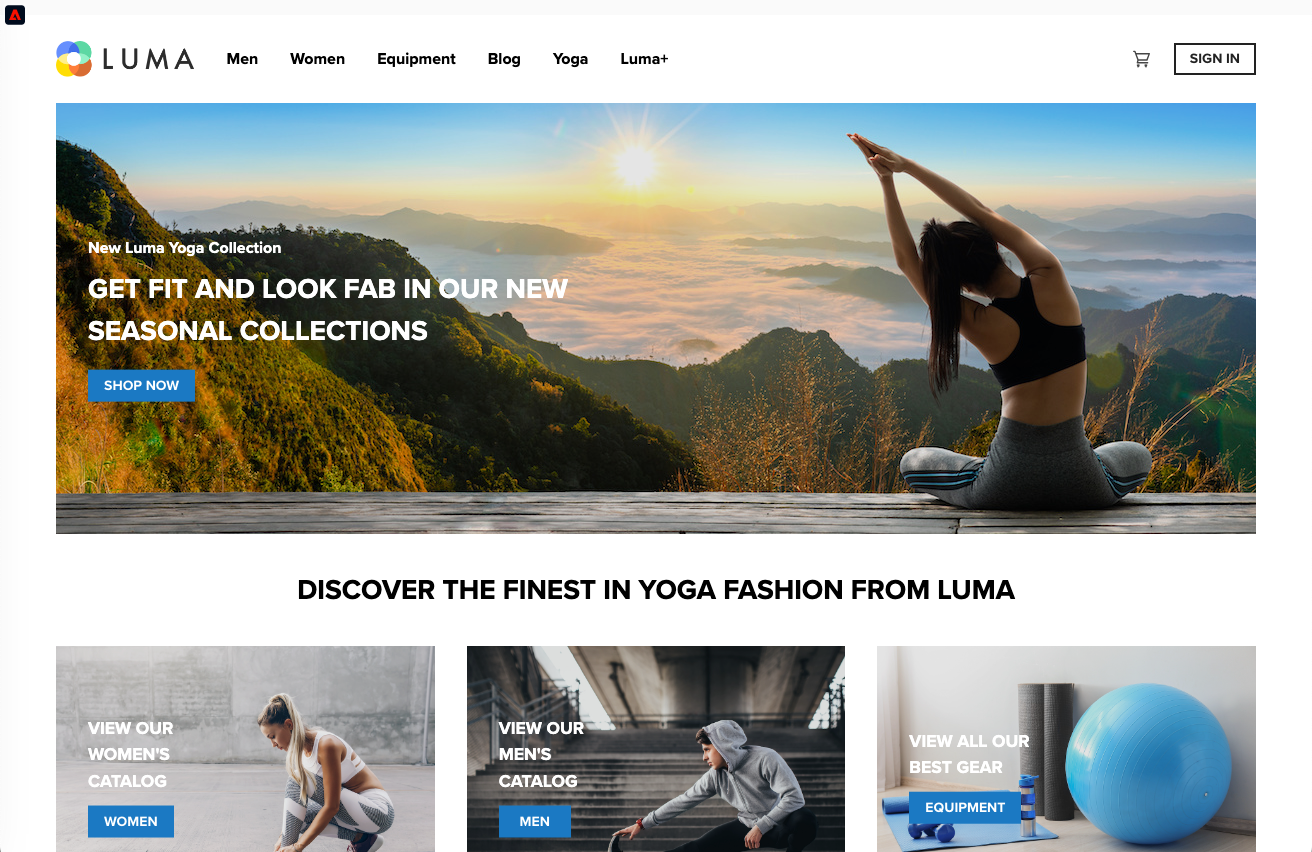 LUMA
Men
Women
Equipment
Blog
Yoga
Luma+
SIGN IN
New Luma Yoga Collection
GET FIT AND LOOK FAB IN OUR NEW
SEASONAL COLLECTIONS
SHOP NOW
DISCOVER THE FINEST IN YOGA FASHION FROM LUMA
VIEW OUR
WOMEN'S
CATALOG
WOMEN
VIEW OUR
MEN'S
CATALOG
MEN
VIEW ALL OUR
BEST GEAR
EQUIPMENT